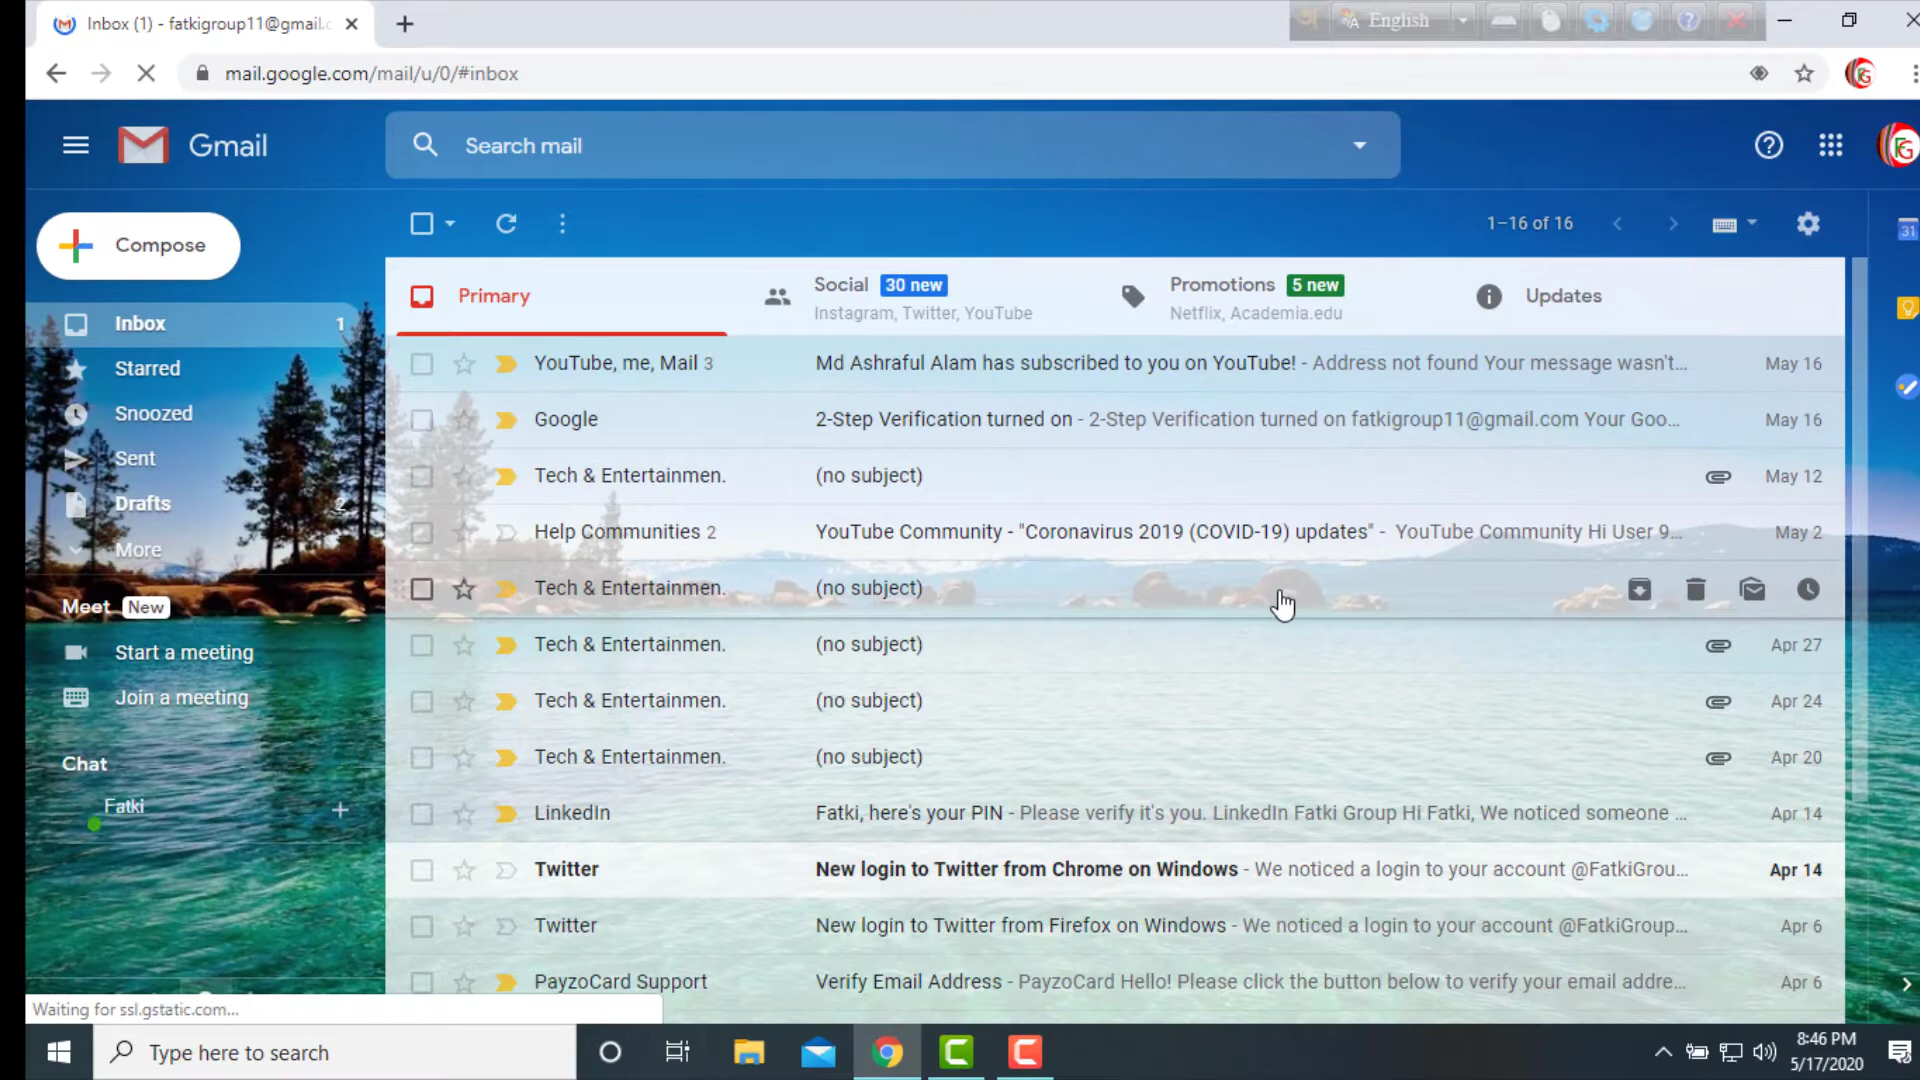 Inbox (1) - fatkigroup11@gmail.c
English
mail.google.com/mail/u/0/#inbox
Gmail
Search mail
Compose
1–16 of 16
31
Primary
Social 30 new
Instagram, Twitter, YouTube
Promotions 5 new
Netflix, Academia.edu
Updates
Inbox 1
Starred
Snoozed
Sent
Drafts 2
More
Meet New
Start a meeting
Join a meeting
Chat
Fatki
YouTube, me, Mail 3 Md Ashraful Alam has subscribed to you on YouTube! - Address not found Your message wasn't... May 16
Google 2-Step Verification turned on - 2-Step Verification turned on fatkigroup11@gmail.com Your Goo... May 16
Tech & Entertainmen. (no subject) May 12
Help Communities 2 YouTube Community - "Coronavirus 2019 (COVID-19) updates" - YouTube Community Hi User 9... May 2
Tech & Entertainmen. (no subject)
Tech & Entertainmen. (no subject) Apr 27
Tech & Entertainmen. (no subject) Apr 24
Tech & Entertainmen. (no subject) Apr 20
LinkedIn Fatki, here's your PIN - Please verify it's you. LinkedIn Fatki Group Hi Fatki, We noticed someone ... Apr 14
Twitter New login to Twitter from Chrome on Windows - We noticed a login to your account @FatkiGrou... Apr 14
Twitter New login to Twitter from Firefox on Windows - We noticed a login to your account @FatkiGroup... Apr 6
PayzoCard Support Verify Email Address - PayzoCard Hello! Please click the button below to verify your email addre... Apr 6
Waiting for ssl.gstatic.com...
Type here to search
8:46 PM
5/17/2020